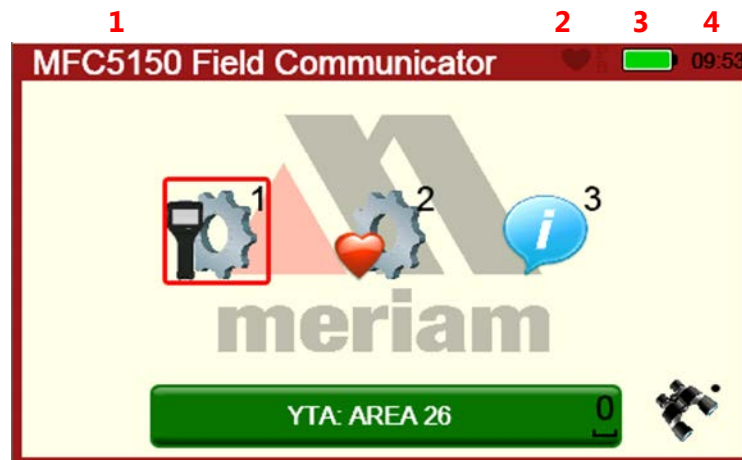 1 2 3 4
MFC5150 Field Communicator 09:53
1 2 3
meriam
YTA: AREA 26 0